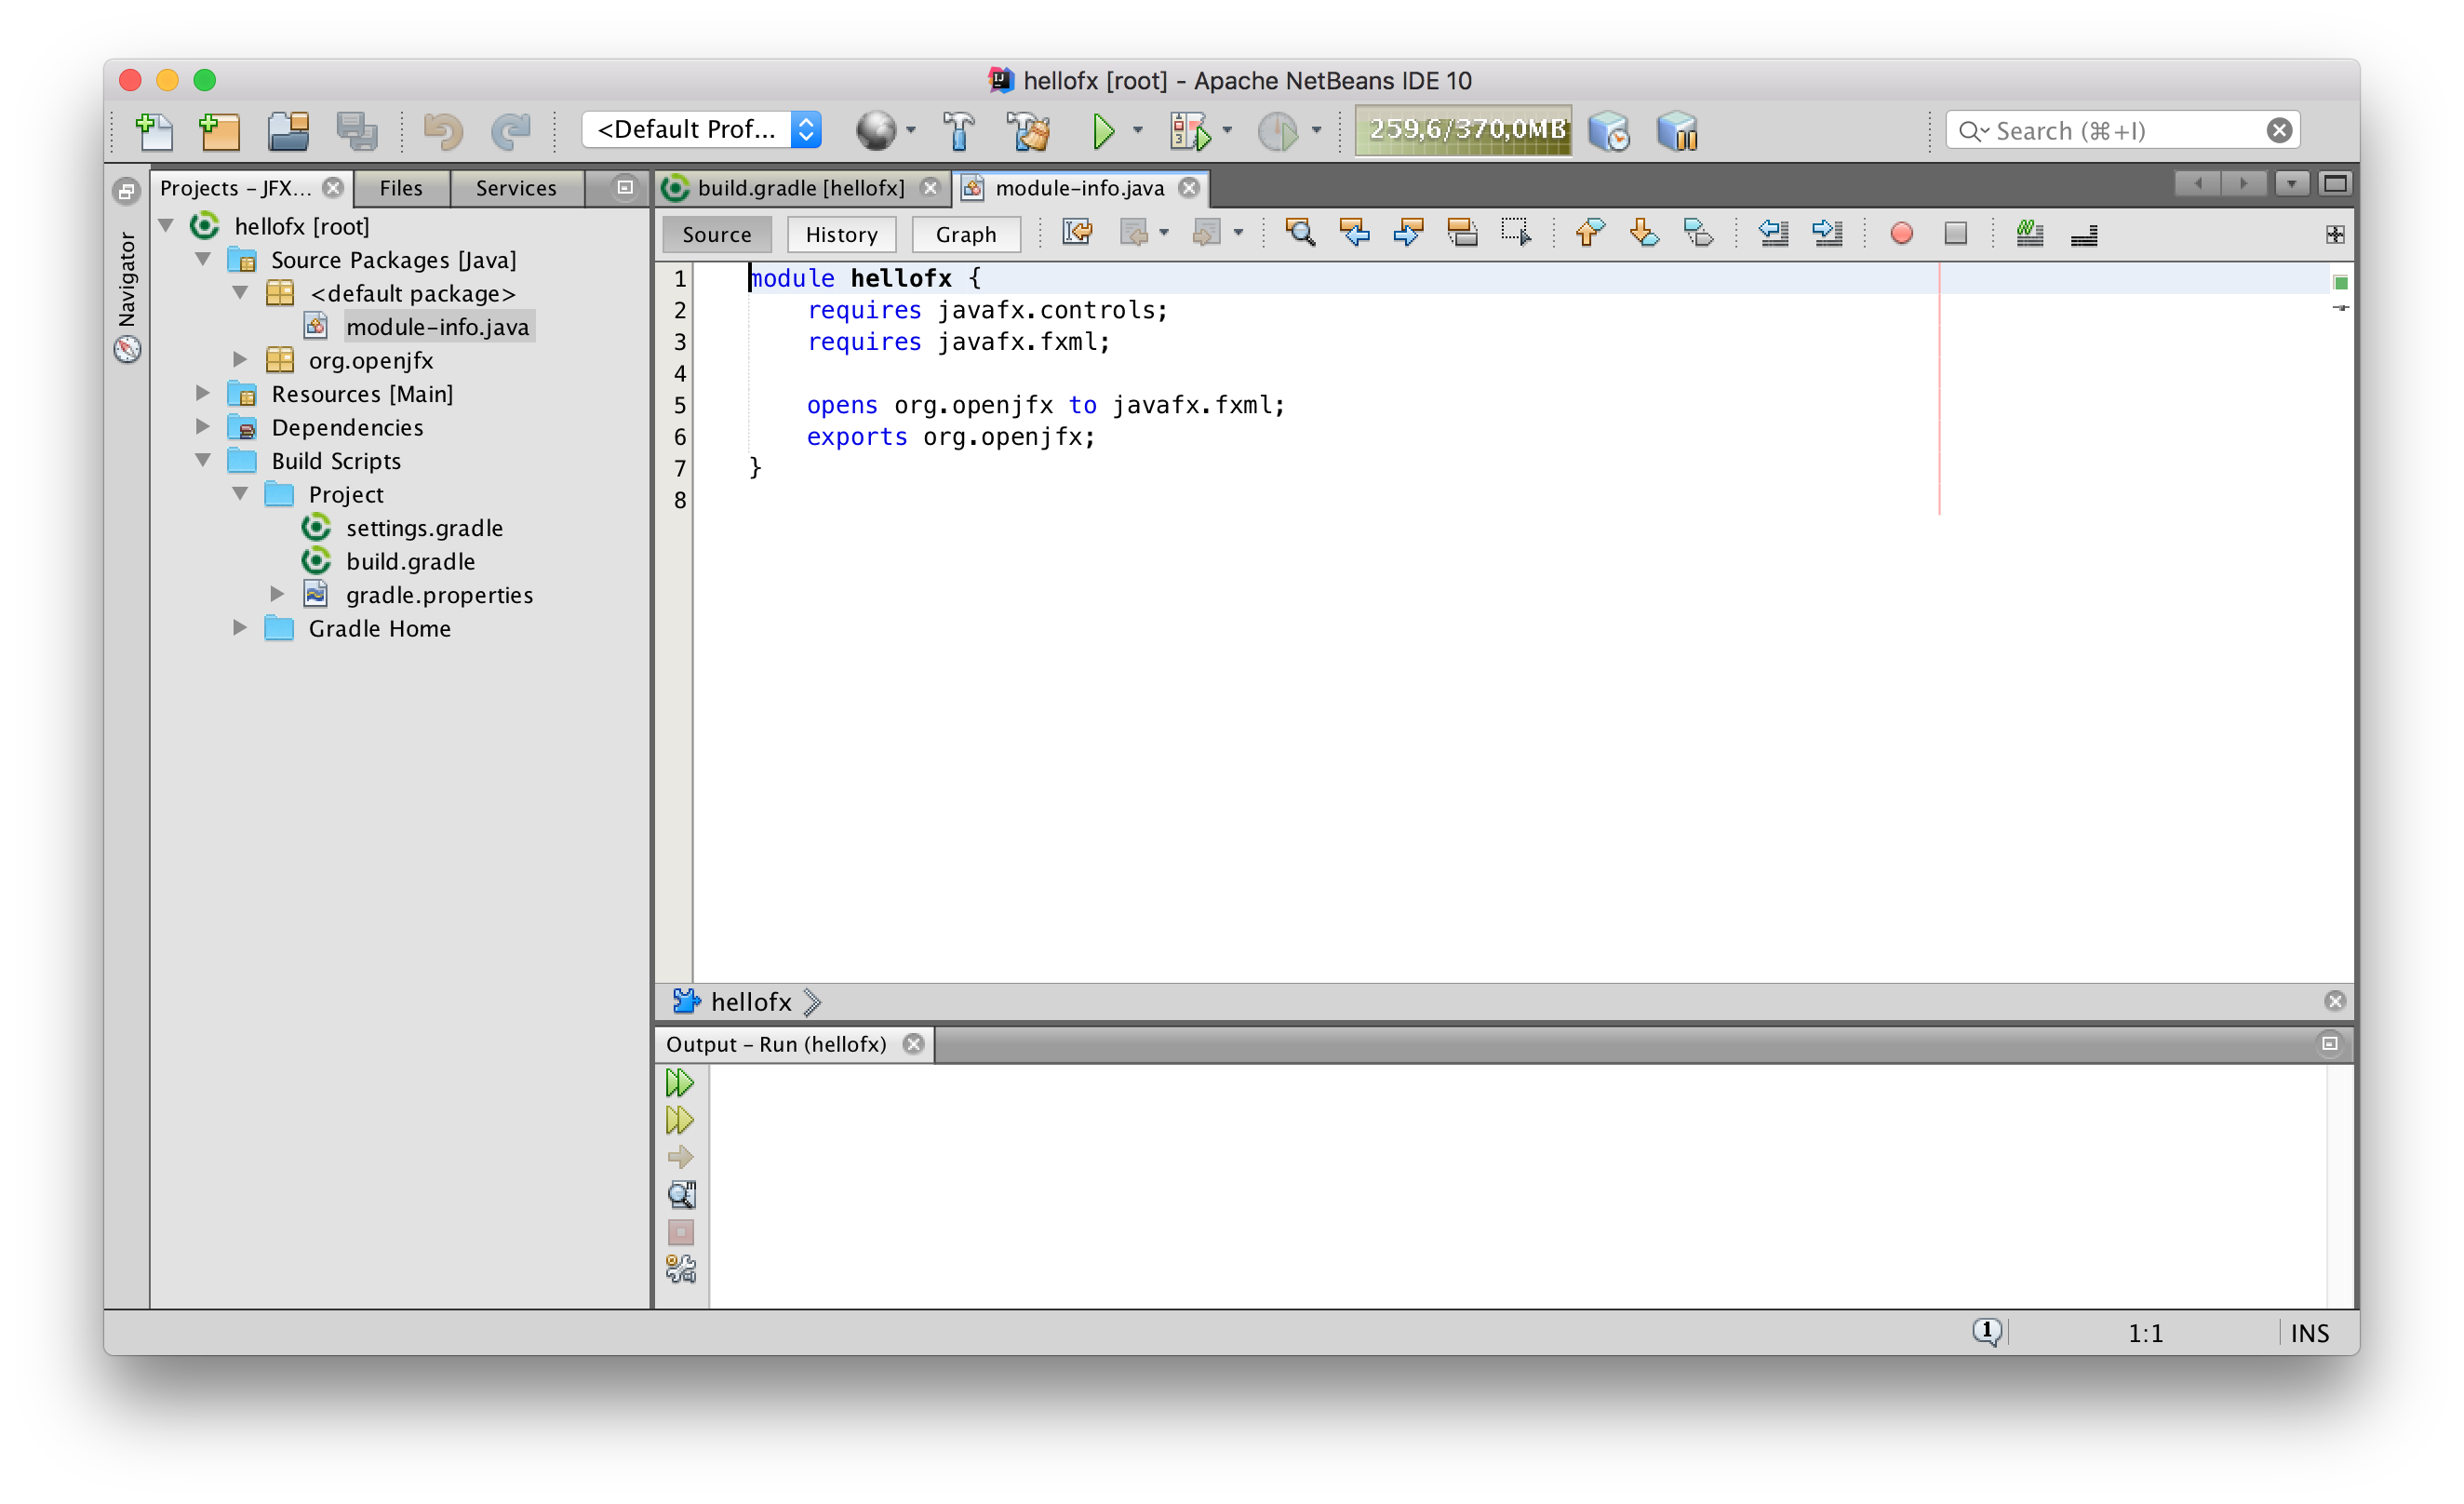 hellofx [root] - Apache NetBeans IDE 10
<Default Prof...
259,6/370,0MB
Search (⌘+I)
Projects – JFX...
Files
Services
Navigator
hellofx [root]
Source Packages [Java]
<default package>
module-info.java
org.openjfx
Resources [Main]
Dependencies
Build Scripts
Project
settings.gradle
build.gradle
gradle.properties
Gradle Home
build.gradle [hellofx]
module-info.java
Source
History
Graph
1 module hellofx {
2 requires javafx.controls;
3 requires javafx.fxml;
4
5 opens org.openjfx to javafx.fxml;
6 exports org.openjfx;
7 }
8
hellofx
Output – Run (hellofx)
1
1:1
INS